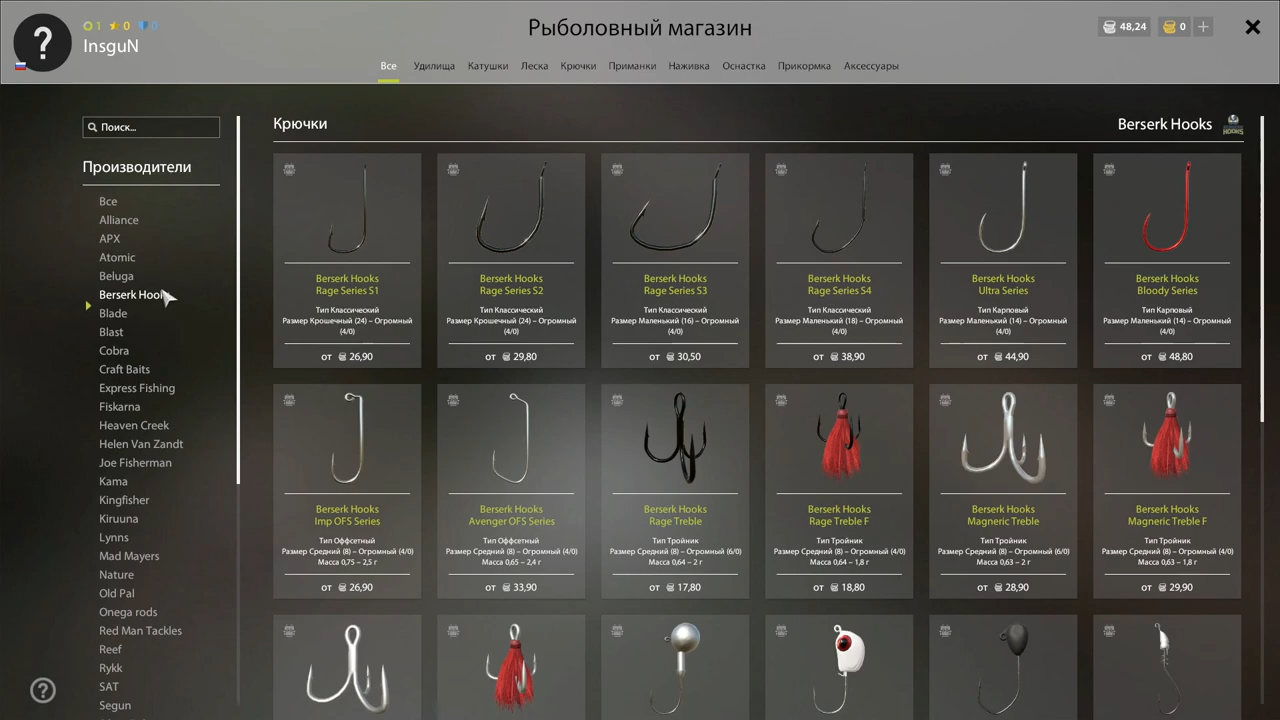 1 0 0
InsguN
?
Рыболовный магазин
48,24 0 +
Все Удилища Катушки Леска Крючки Приманки Наживка Оснастка Прикормка Аксессуары
Поиск...
Производители
Все
Alliance
APX
Atomic
Beluga
Berserk Hooks
Blade
Blast
Cobra
Craft Baits
Express Fishing
Fiskarna
Heaven Creek
Helen Van Zandt
Joe Fisherman
Kama
Kingfisher
Kiruuna
Lynns
Mad Mayers
Nature
Old Pal
Onega rods
Red Man Tackles
Reef
Rykk
SAT
Segun
?
Крючки
Berserk Hooks
HOOKS
Berserk Hooks
Rage Series S1
Тип Классический
Размер Крошечный (24) – Огромный
(4/0)
от 26,90
Berserk Hooks
Rage Series S2
Тип Классический
Размер Крошечный (24) – Огромный
(4/0)
от 29,80
Berserk Hooks
Rage Series S3
Тип Классический
Размер Маленький (16) – Огромный
(4/0)
от 30,50
Berserk Hooks
Rage Series S4
Тип Классический
Размер Маленький (18) – Огромный
(4/0)
от 38,90
Berserk Hooks
Ultra Series
Тип Карповый
Размер Маленький (14) – Огромный
(4/0)
от 44,90
Berserk Hooks
Bloody Series
Тип Карповый
Размер Маленький (14) – Огромный
(4/0)
от 48,80
Berserk Hooks
Imp OFS Series
Тип Оффсетный
Размер Средний (8) – Огромный (4/0)
Масса 0,75 – 2,5 г
от 26,90
Berserk Hooks
Avenger OFS Series
Тип Оффсетный
Размер Средний (8) – Огромный (4/0)
Масса 0,65 – 2,4 г
от 33,90
Berserk Hooks
Rage Treble
Тип Тройник
Размер Средний (8) – Огромный (6/0)
Масса 0,64 – 2 г
от 17,80
Berserk Hooks
Rage Treble F
Тип Тройник
Размер Средний (8) – Огромный (4/0)
Масса 0,64 – 1,8 г
от 18,80
Berserk Hooks
Magneric Treble
Тип Тройник
Размер Средний (8) – Огромный (6/0)
Масса 0,63 – 2 г
от 28,90
Berserk Hooks
Magneric Treble F
Тип Тройник
Размер Средний (8) – Огромный (4/0)
Масса 0,63 – 1,8 г
от 29,90